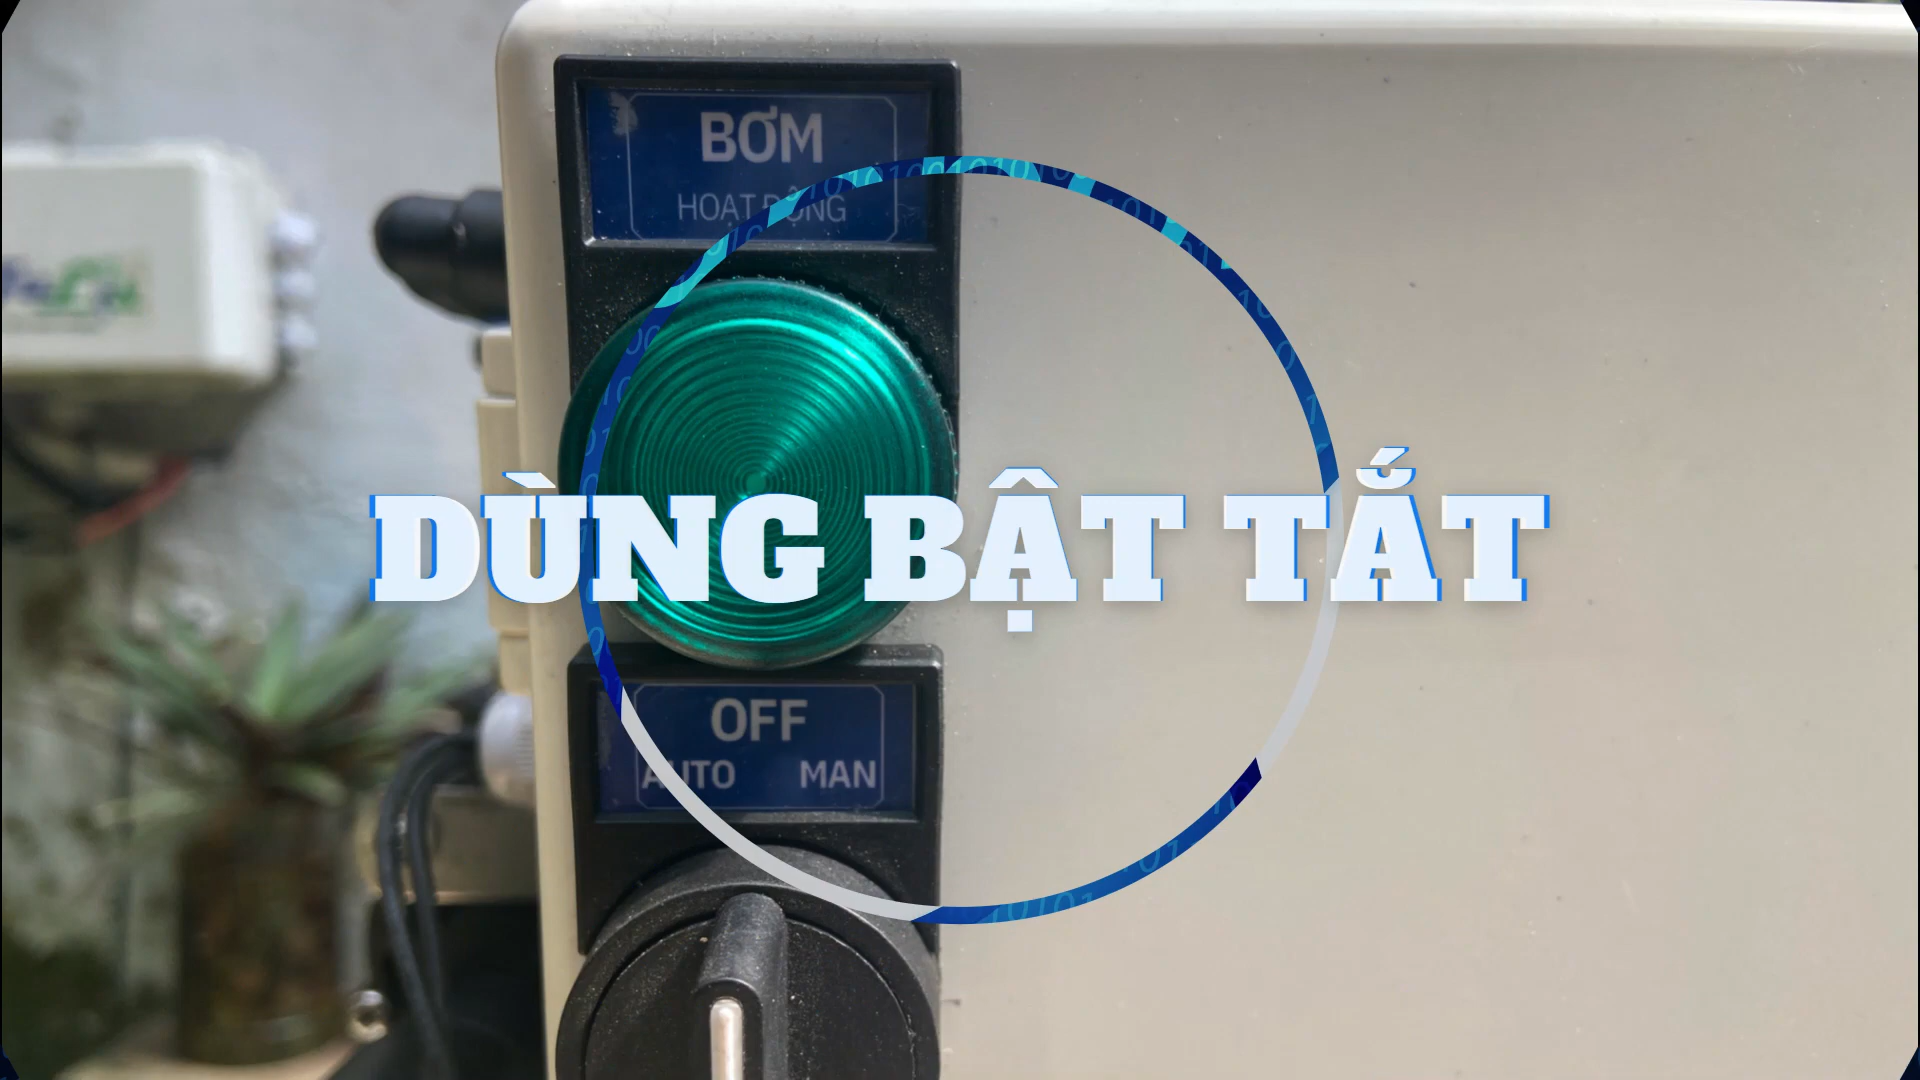 BƠM
HOẠT ĐỘNG
DÙNG BẬT TẮT
OFF
AUTO MAN